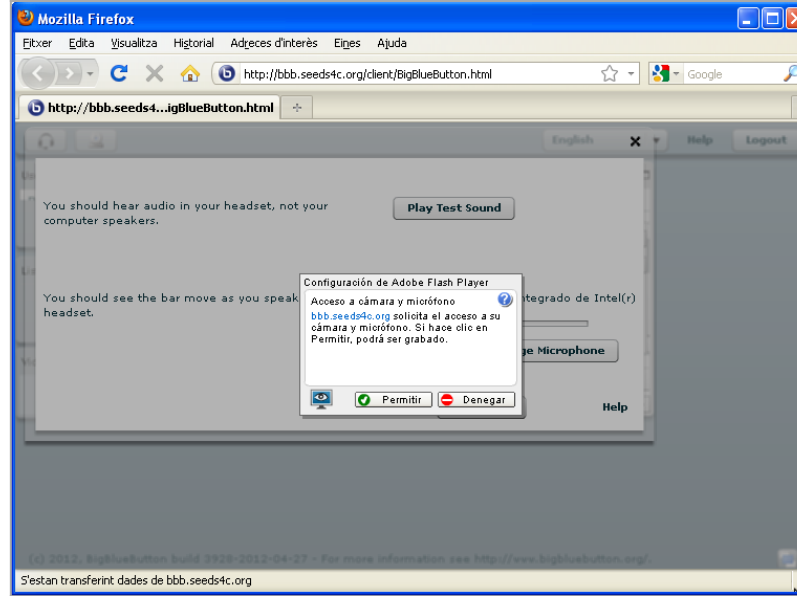 Mozilla Firefox
Fitxer Edita Visualitza Historial Adreces d'interès Eines Ajuda
http://bbb.seeds4c.org/client/BigBlueButton.html Google
http://bbb.seeds4...igBlueButton.html
English Help Logout
You should hear audio in your headset, not your
computer speakers.
Play Test Sound
Configuración de Adobe Flash Player
Acceso a cámara y micrófono
bbb.seeds4c.org solicita el acceso a su
cámara y micrófono. Si hace clic en
Permitir, podrá ser grabado.
Permitir Denegar
You should see the bar move as you speak
headset.
ntegrado de Intel(r)
ge Microphone
Help
(c) 2012, BigBlueButton build 3928-2012-04-27 - For more information see http://www.bigbluebutton.org/
S'estan transferint dades de bbb.seeds4c.org